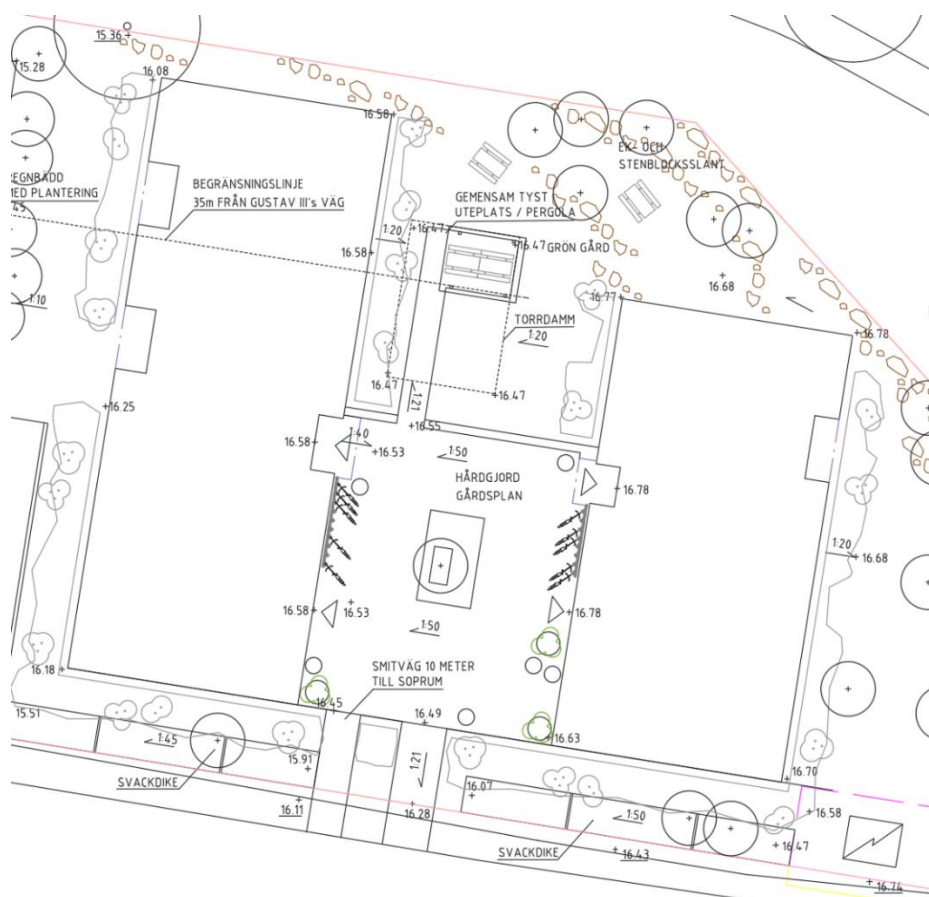 15.36
15.28
16.08
16.58
EK- OCH
STENBLOCKSSLÄNT
EGNBÄDD
MED PLANTERING
BEGRÄNSNINGSLINJE
35m FRÅN GUSTAV III's VÄG
GEMENSAM TYST
UTEPLATS / PERGOLA
1:20
16.47
16.47
GRÖN GÅRD
16.58
16.68
1:10
16.77
TORRDAMM
1:20
16.78
16.47
16.47
1:21
16.25
16.55
16.58
1:40
16.53
1:50
HÅRDGJORD
GÅRDSPLAN
16.78
1:20
16.68
16.58
16.53
16.78
1:50
SMITVÄG 10 METER
TILL SOPRUM
16.18
15.51
16.45
16.49
16.63
1:45
15.91
1:21
16.70
SVACKDIKE
16.07
16.11
16.28
1:50
16.58
SVACKDIKE
16.43
16.47
16.74